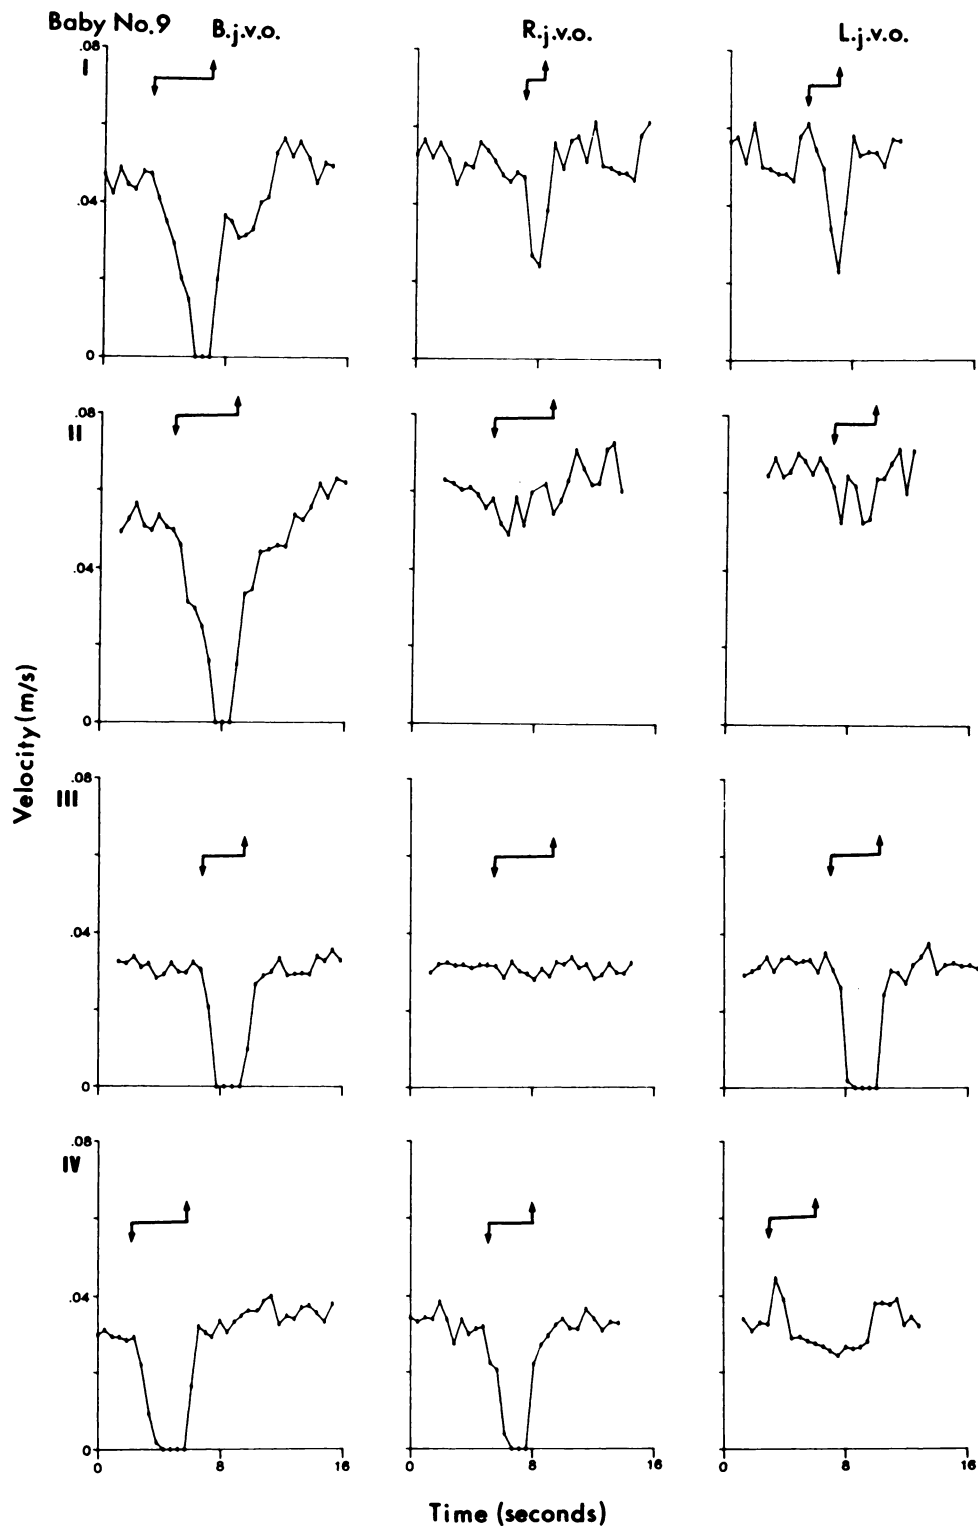 Baby No.9 B.j.v.o. R.j.v.o. L.j.v.o.
I
.08
.04
0
II
.08
.04
0
III
.08
.04
0
IV
.08
.04
0
0 8 16 0 8 16 0 8 16
Velocity (m/s)
Time (seconds)